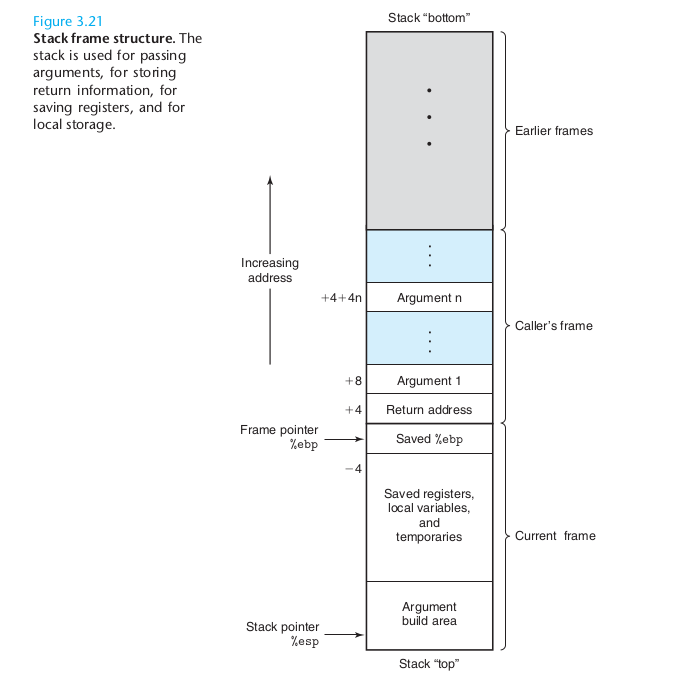 Figure 3.21
Stack frame structure. The
stack is used for passing
arguments, for storing
return information, for
saving registers, and for
local storage.
Stack “bottom”
Earlier frames
Increasing
address
+4+4n
Argument n
Caller’s frame
+8
Argument 1
+4
Return address
Frame pointer
%ebp
Saved %ebp
−4
Saved registers,
local variables,
and
temporaries
Current frame
Argument
build area
Stack pointer
%esp
Stack “top”